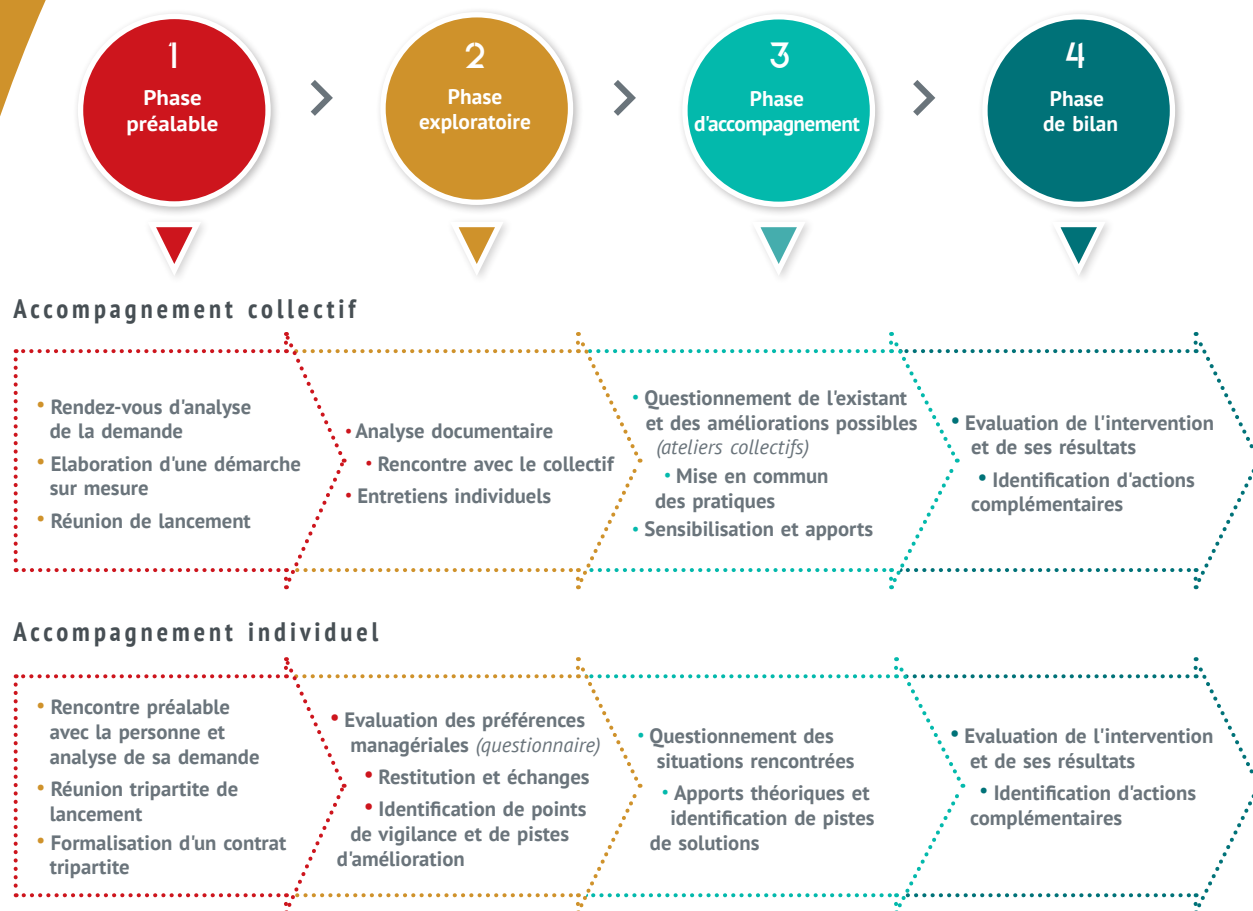 1
Phase
préalable
2
Phase
exploratoire
3
Phase
d'accompagnement
4
Phase
de bilan
Accompagnement collectif
• Rendez-vous d'analyse
de la demande
• Elaboration d'une démarche
sur mesure
• Réunion de lancement
• Analyse documentaire
• Rencontre avec le collectif
• Entretiens individuels
• Questionnement de l'existant
et des améliorations possibles
(ateliers collectifs)
• Mise en commun
des pratiques
• Sensibilisation et apports
• Evaluation de l'intervention
et de ses résultats
• Identification d'actions
complémentaires
Accompagnement individuel
• Rencontre préalable
avec la personne et
analyse de sa demande
• Réunion tripartite de
lancement
• Formalisation d'un contrat
tripartite
• Evaluation des préférences
managériales (questionnaire)
• Restitution et échanges
• Identification de points
de vigilance et de pistes
d'amélioration
• Questionnement des
situations rencontrées
• Apports théoriques et
identification de pistes
de solutions
• Evaluation de l'intervention
et de ses résultats
• Identification d'actions
complémentaires